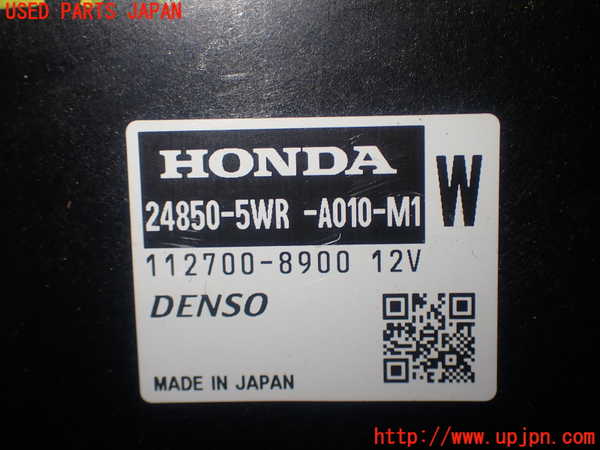 USED PARTS JAPAN
HONDA
24850-5WR -A010-M1
W
112700-8900 12V
DENSO
MADE IN JAPAN
http://www.upjpn.com/